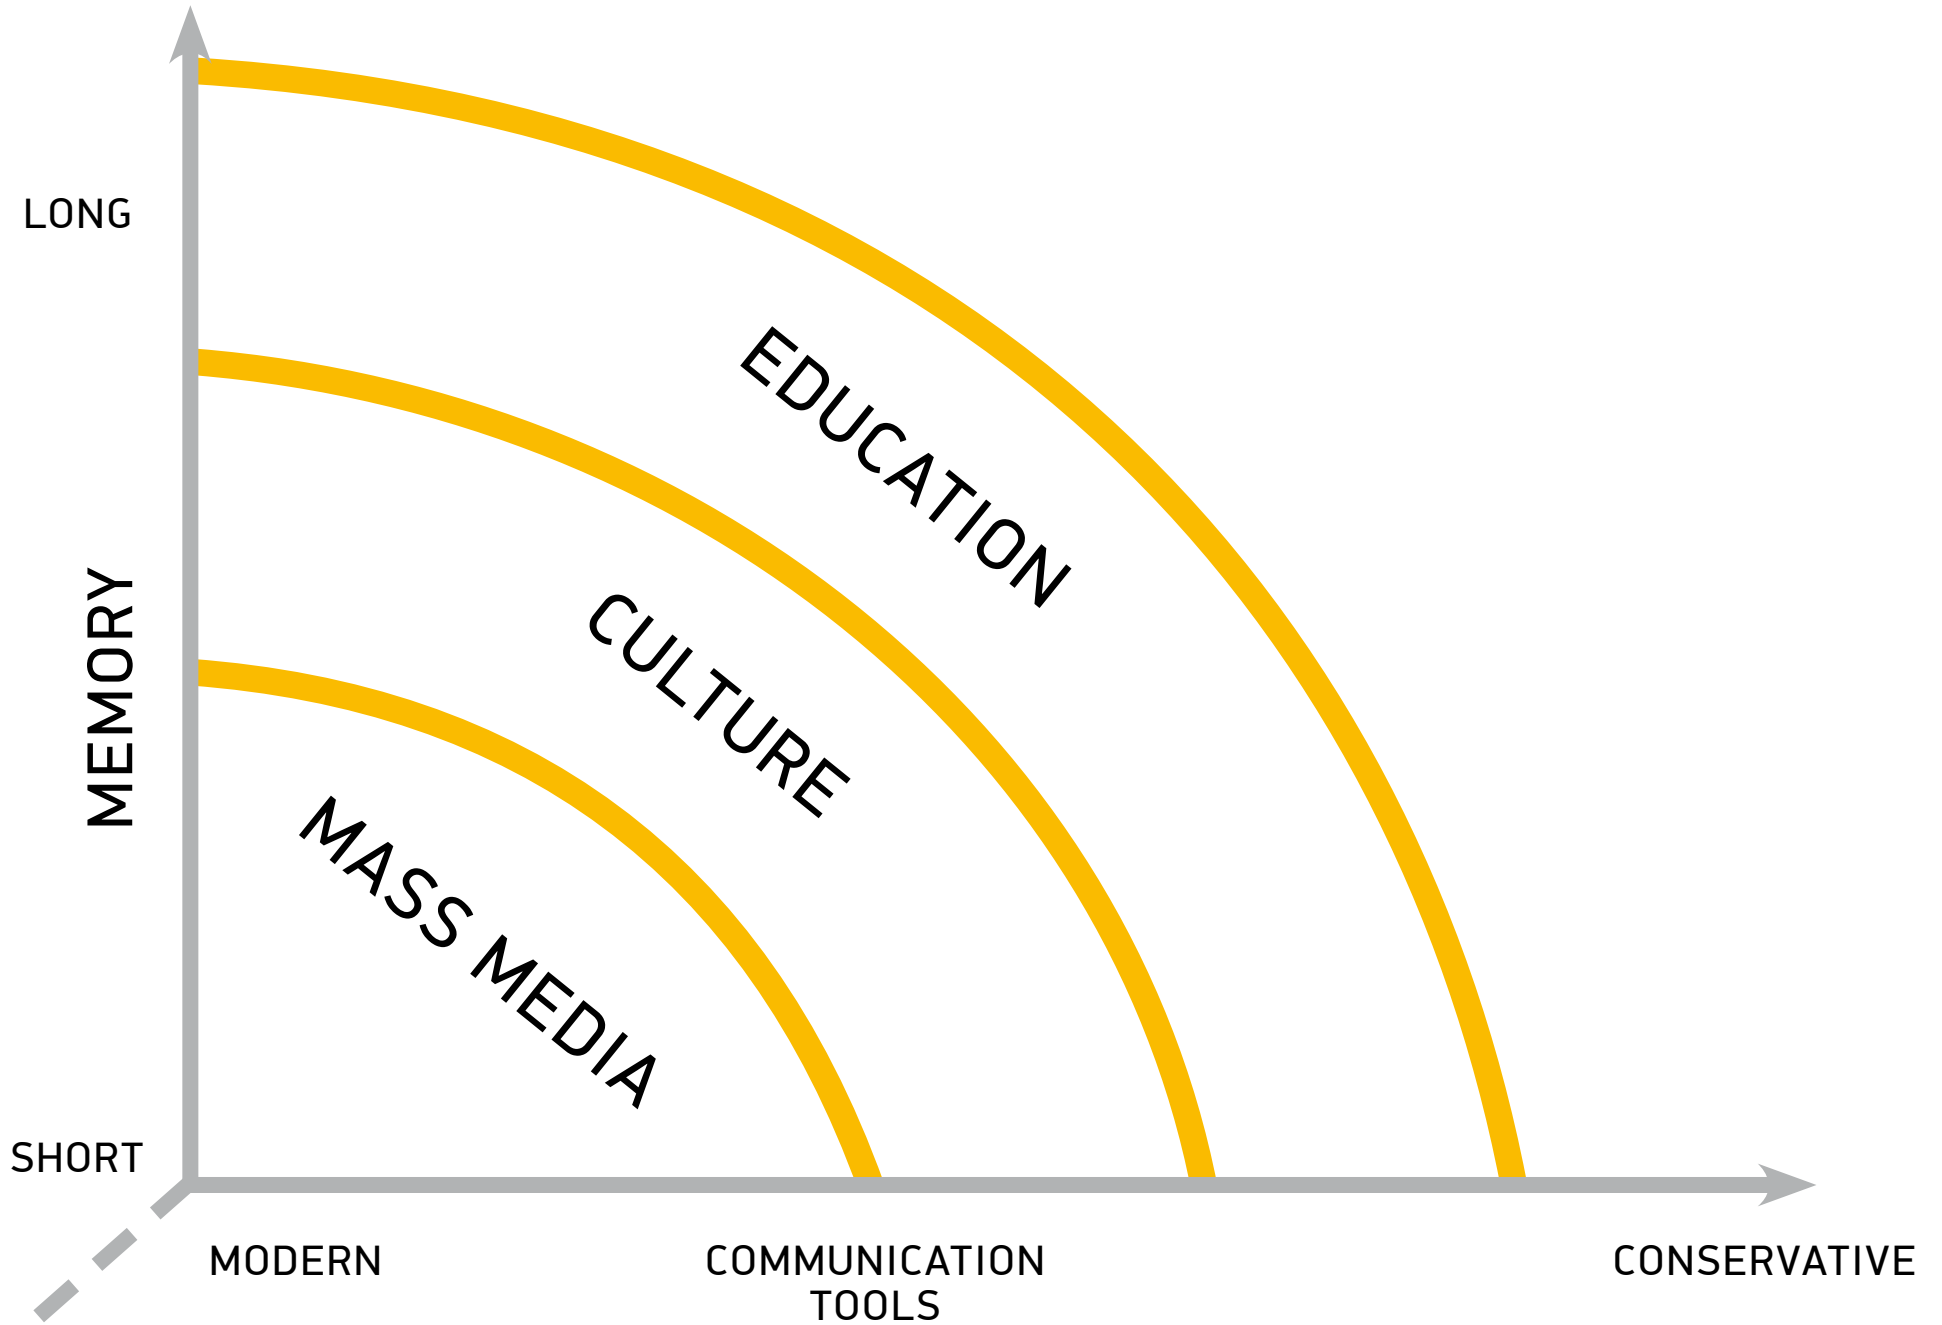 LONG
EDUCATION
CULTURE
MEMORY
MASS MEDIA
SHORT
MODERN
COMMUNICATION
TOOLS
CONSERVATIVE